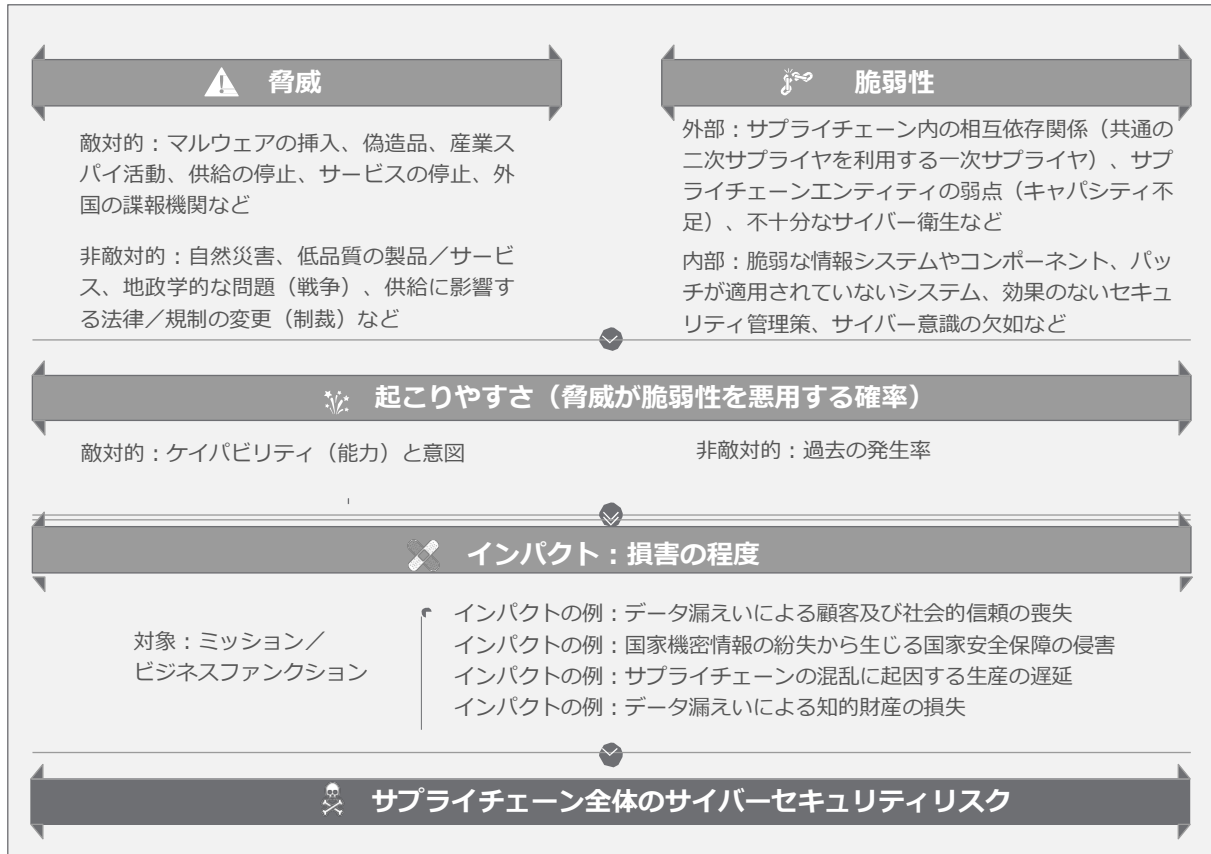 脅威
敵対的：マルウェアの挿入、偽造品、産業ス
パイ活動、供給の停止、サービスの停止、外
国の諜報機関など
非敵対的：自然災害、低品質の製品／サービ
ス、地政学的な問題（戦争）、供給に影響す
る法律／規制の変更（制裁）など
脆弱性
外部：サプライチェーン内の相互依存関係（共通の
二次サプライヤを利用する一次サプライヤ）、サプ
ライチェーンエンティティの弱点（キャパシティ不
足）、不十分なサイバー衛生など
内部：脆弱な情報システムやコンポーネント、パッ
チが適用されていないシステム、効果のないセキュ
リティ管理策、サイバー意識の欠如など
起こりやすさ（脅威が脆弱性を悪用する確率）
敵対的：ケイパビリティ（能力）と意図
非敵対的：過去の発生率
インパクト：損害の程度
対象：ミッション／
ビジネスファンクション
インパクトの例：データ漏えいによる顧客及び社会的信頼の喪失
インパクトの例：国家機密情報の紛失から生じる国家安全保障の侵害
インパクトの例：サプライチェーンの混乱に起因する生産の遅延
インパクトの例：データ漏えいによる知的財産の損失
サプライチェーン全体のサイバーセキュリティリスク